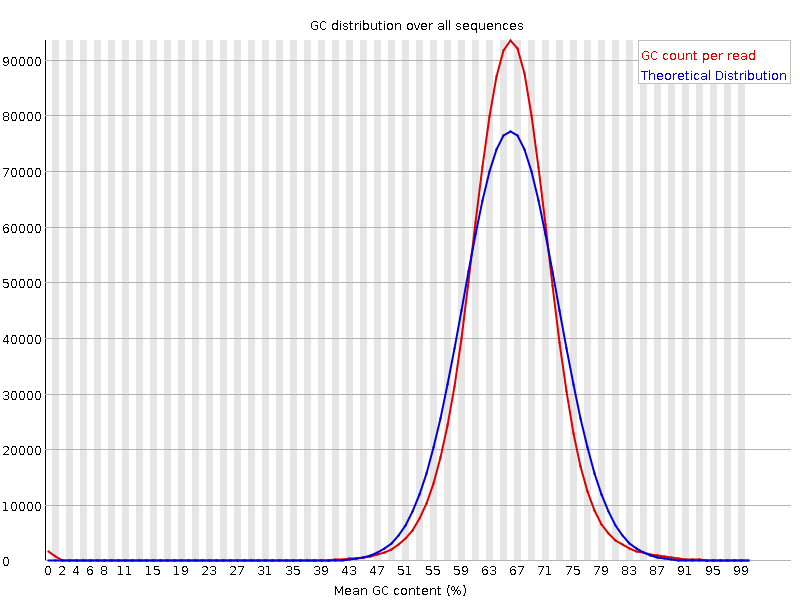 GC distribution over all sequences
GC count per read
Theoretical Distribution
90000
80000
70000
60000
50000
40000
30000
20000
10000
0
0 2 4 6 8 11 15 19 23 27 31 35 39 43 47 51 55 59 63 67 71 75 79 83 87 91 95 99
Mean GC content (%)